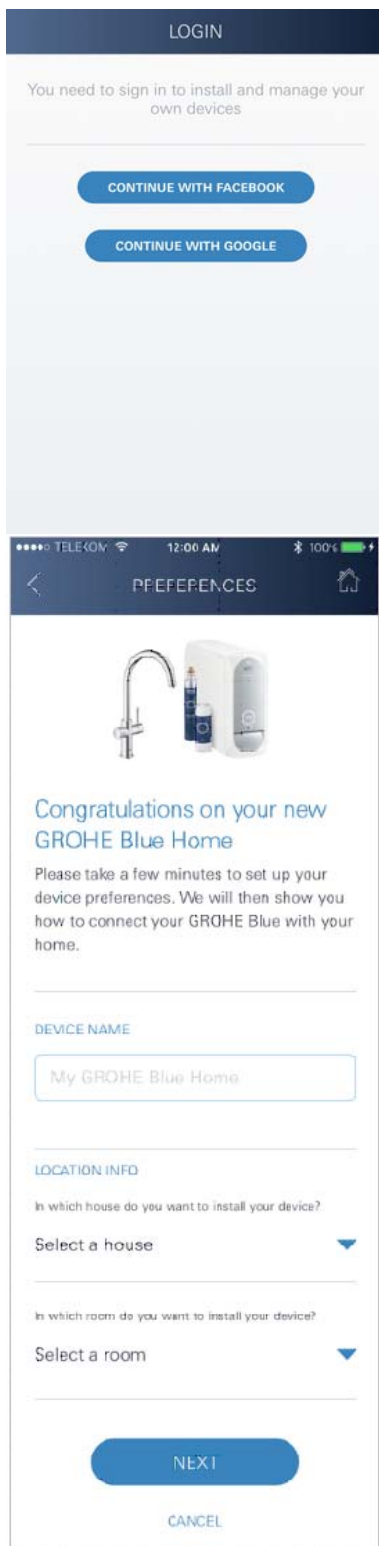 LOGIN
You need to sign in to install and manage your
own devices
CONTINUE WITH FACEBOOK
CONTINUE WITH GOOGLE
TELEKOM 12:00 AM 100%
PREFERENCES
Congratulations on your new
GROHE Blue Home
Please take a few minutes to set up your
device preferences. We will then show you
how to connect your GROHE Blue with your
home.
DEVICE NAME
My GROHE Blue Home
LOCATION INFO
In which house do you want to install your device?
Select a house
In which room do you want to install your device?
Select a room
NEXT
CANCEL